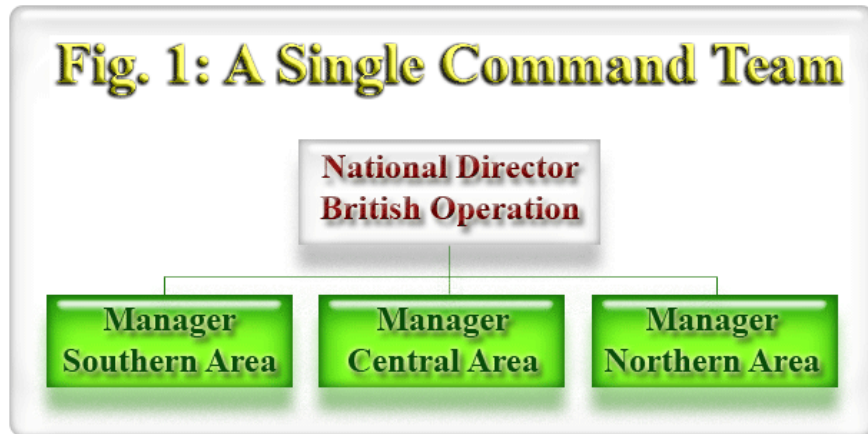 Fig. 1: A Single Command Team
National Director
British Operation
Manager
Southern Area
Manager
Central Area
Manager
Northern Area